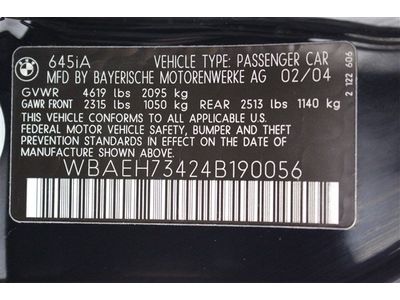 645iA VEHICLE TYPE: PASSENGER CAR
MFD BY BAYERISCHE MOTORENWERKE AG 02/04
GVWR 4619 lbs 2095 kg
GAWR FRONT 2315 lbs 1050 kg REAR 2513 lbs 1140 kg
THIS VEHICLE CONFORMS TO ALL APPLICABLE
FEDERAL MOTOR VEHICLE SAFETY, BUMPER AND THEFT
PREVENTION STANDARDS IN EFFECT ON THE
DATE OF MANUFACTURE SHOWN ABOVE
WBAEH73424B190056
2 122 606